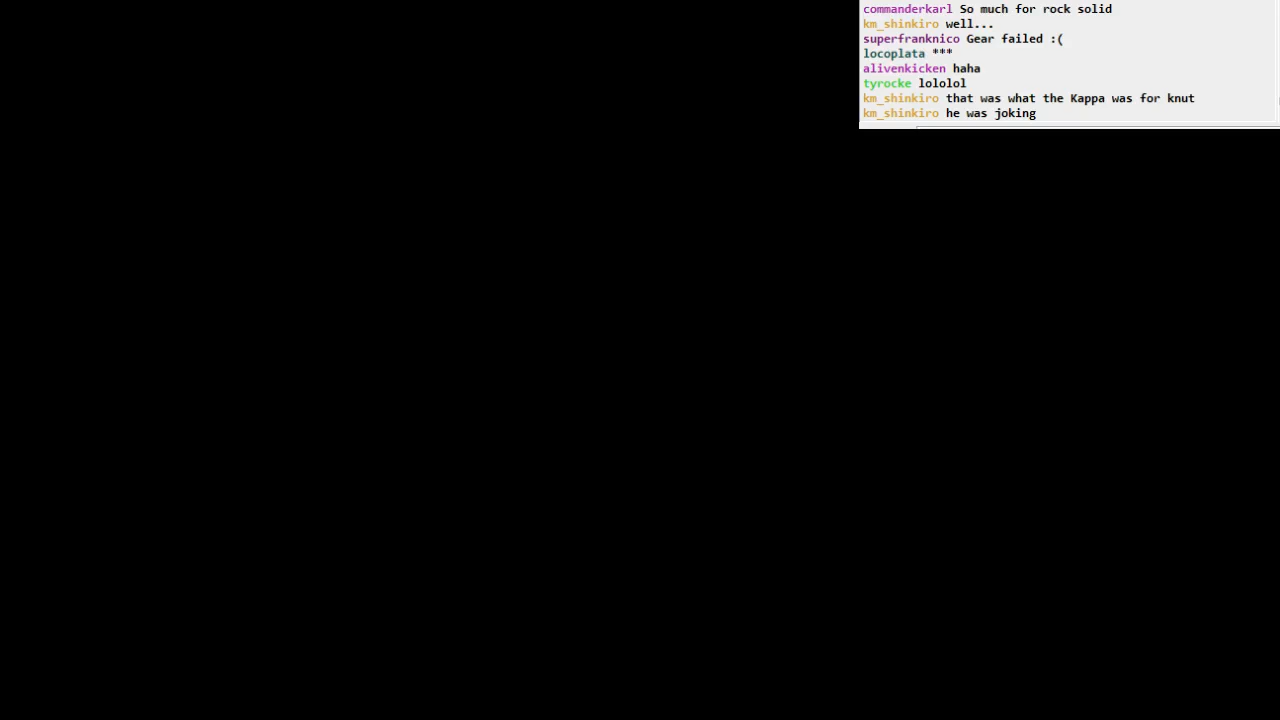 commanderkarl So much for rock solid
km_shinkiro well...
superfranknico Gear failed :(
locoplata ***
alivenkicken haha
tyrocke lololol
km_shinkiro that was what the Kappa was for knut
km_shinkiro he was joking